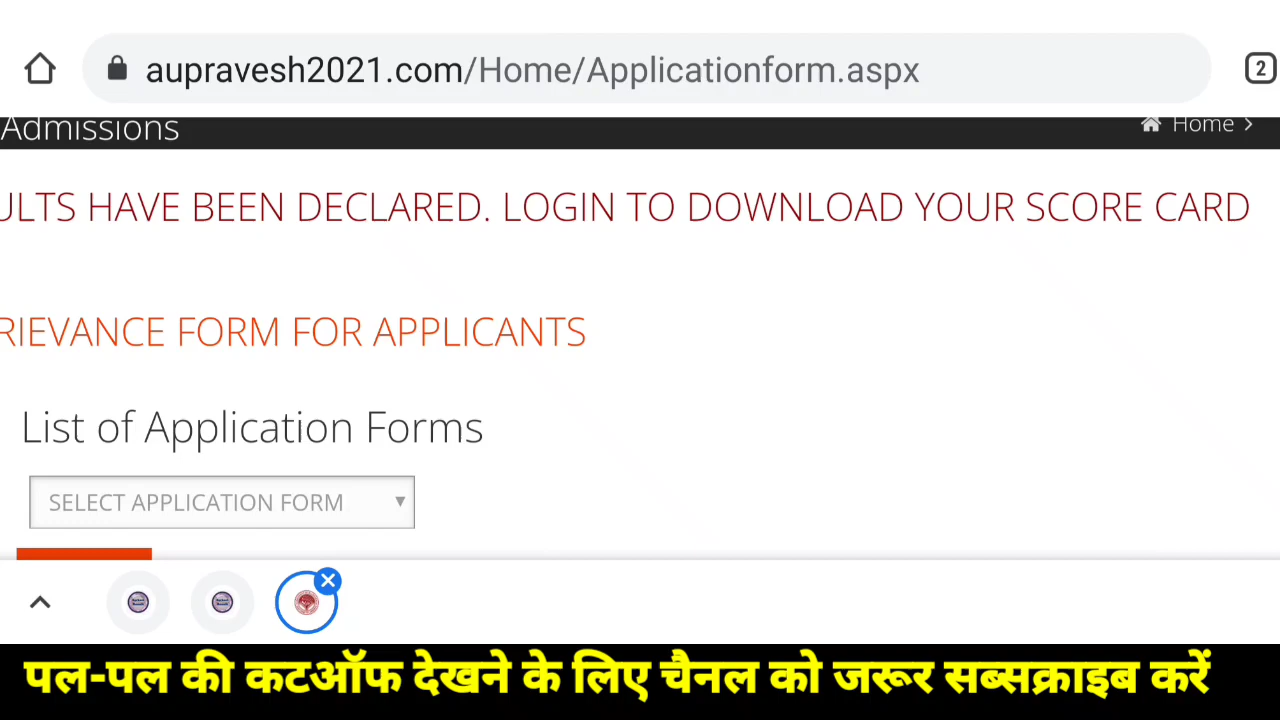 aupravesh2021.com/Home/Applicationform.aspx
2
Admissions
Home
ULTS HAVE BEEN DECLARED. LOGIN TO DOWNLOAD YOUR SCORE CARD
RIEVANCE FORM FOR APPLICANTS
List of Application Forms
SELECT APPLICATION FORM
पल-पल की कटऑफ देखने के लिए चैनल को जरूर सब्सक्राइब करें